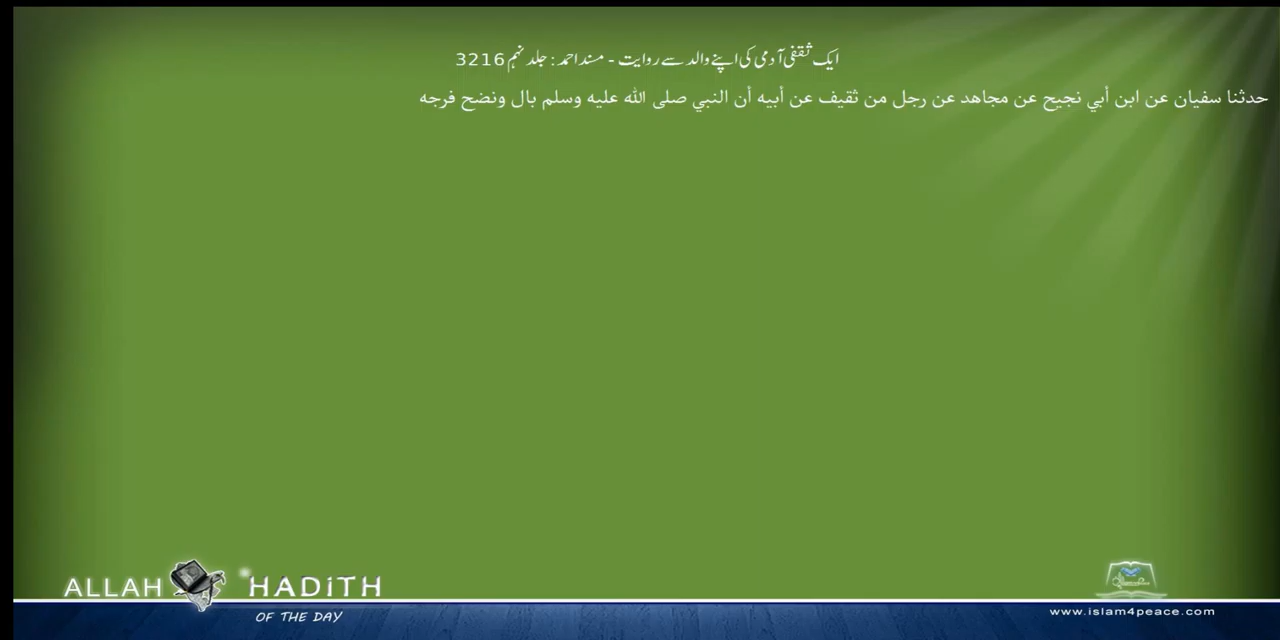 ایک ثقفی آدمی کی اپنے والد سے روایت - مسند احمد : جلد نہم 3216
حدثنا سفيان عن ابن أبي نجيح عن مجاهد عن رجل من ثقيف عن أبيه أن النبي صلى الله عليه وسلم بال ونضح فرجه
ALLAH HADITH
OF THE DAY
www.islam4peace.com